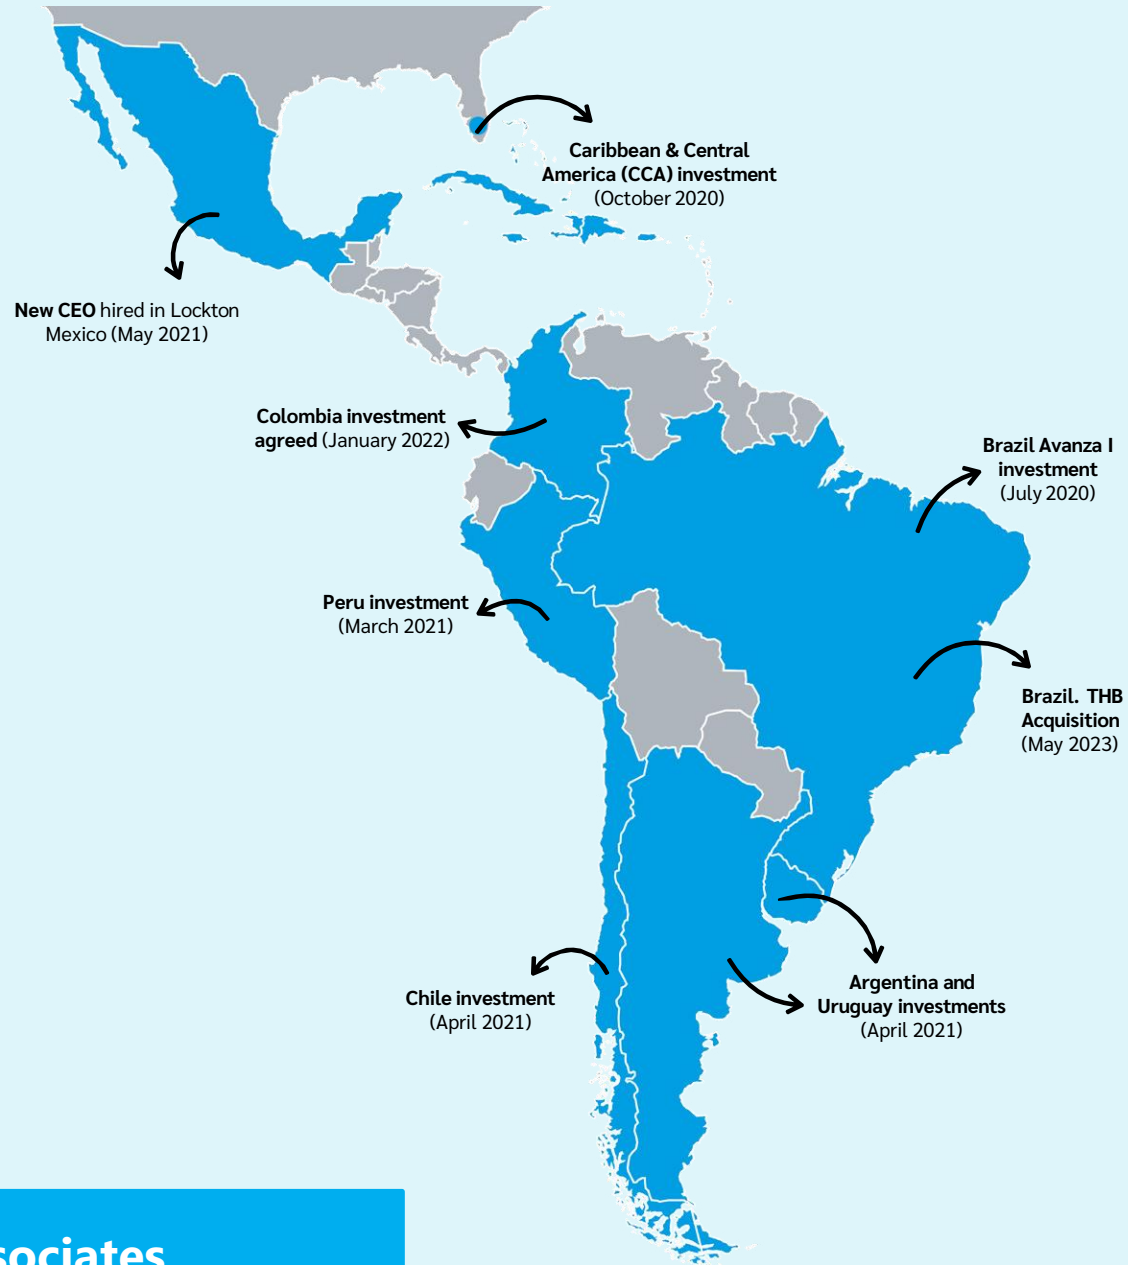 Caribbean & Central
America (CCA) investment
(October 2020)
New CEO hired in Lockton
Mexico (May 2021)
Colombia investment
agreed (January 2022)
Brazil Avanza I
investment
(July 2020)
Peru investment
(March 2021)
Brazil. THB
Acquisition
(May 2023)
Chile investment
(April 2021)
Argentina and
Uruguay investments
(April 2021)